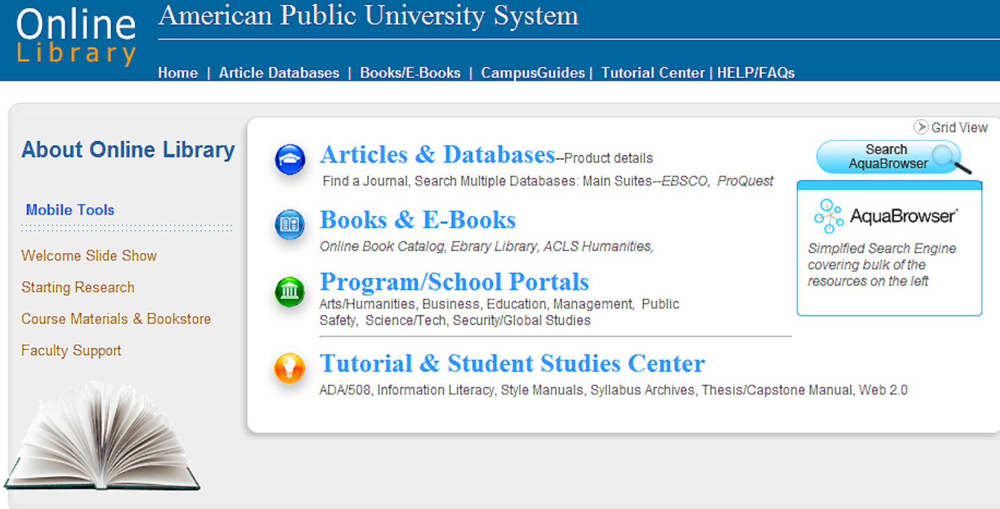 Online
Library
American Public University System
Home | Article Databases | Books/E-Books | CampusGuides | Tutorial Center | HELP/FAQs
About Online Library
Mobile Tools
Welcome Slide Show
Starting Research
Course Materials & Bookstore
Faculty Support
Articles & Databases--Product details
Find a Journal, Search Multiple Databases: Main Suites--EBSCO, ProQuest
Books & E-Books
Online Book Catalog, Ebrary Library, ACLS Humanities,
Program/School Portals
Arts/Humanities, Business, Education, Management, Public
Safety, Science/Tech, Security/Global Studies
Tutorial & Student Studies Center
ADA/508, Information Literacy, Style Manuals, Syllabus Archives, Thesis/Capstone Manual, Web 2.0
Grid View
Search
AquaBrowser
AquaBrowser®
Simplfied Search Engine
covering bulk of the
resources on the left